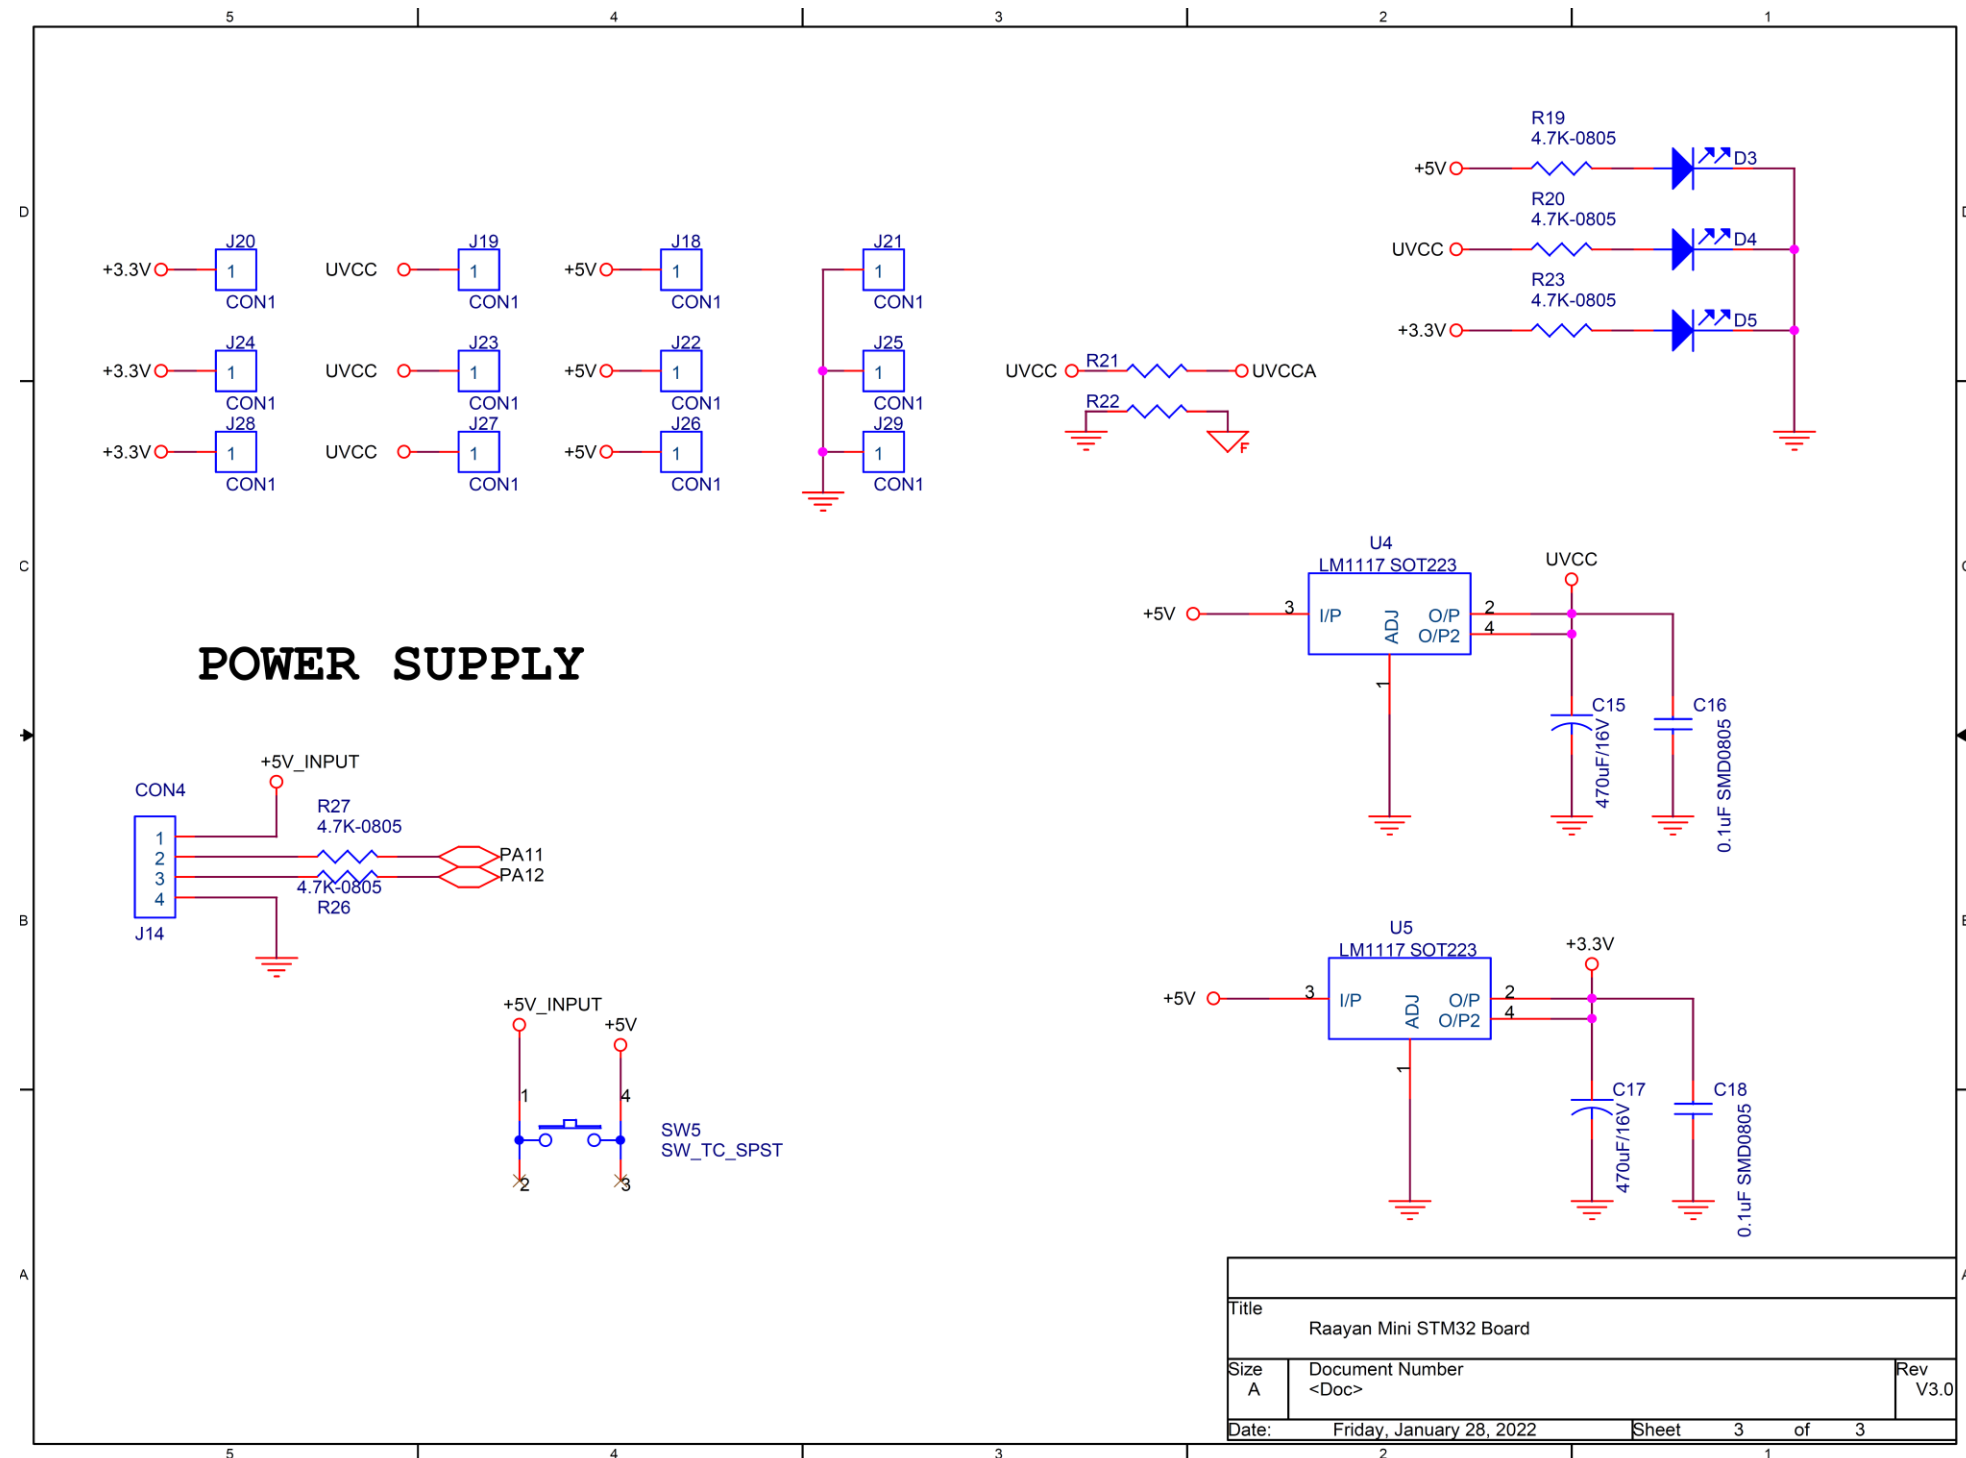 5 4 3 2 1
D
D
C
C
B
B
A
A
+3.3V
J20
1
CON1
UVCC
J19
1
CON1
+5V
J18
1
CON1
J21
1
CON1
+3.3V
J24
1
CON1
UVCC
J23
1
CON1
+5V
J22
1
CON1
J25
1
CON1
+3.3V
J28
1
CON1
UVCC
J27
1
CON1
+5V
J26
1
CON1
J29
1
CON1
R19
4.7K-0805
+5V
D3
R20
4.7K-0805
UVCC
D4
R23
4.7K-0805
+3.3V
D5
UVCC
R21
UVCCA
R22
F
U4
LM1117 SOT223
+5V
3
I/P
ADJ
O/P
O/P2
2
4
1
UVCC
C15
470uF/16V
C16
0.1uF SMD0805
POWER SUPPLY
+5V_INPUT
CON4
1
2
3
4
J14
R27
4.7K-0805
PA11
PA12
4.7K-0805
R26
+5V_INPUT
+5V
1
4
2
3
SW5
SW_TC_SPST
U5
LM1117 SOT223
+5V
3
I/P
ADJ
O/P
O/P2
2
4
1
+3.3V
C17
470uF/16V
C18
0.1uF SMD0805
Title
Raayan Mini STM32 Board
Size
A
Document Number
<Doc>
Rev
V3.0
Date:
Friday, January 28, 2022
Sheet 3 of 3
5 4 3 2 1